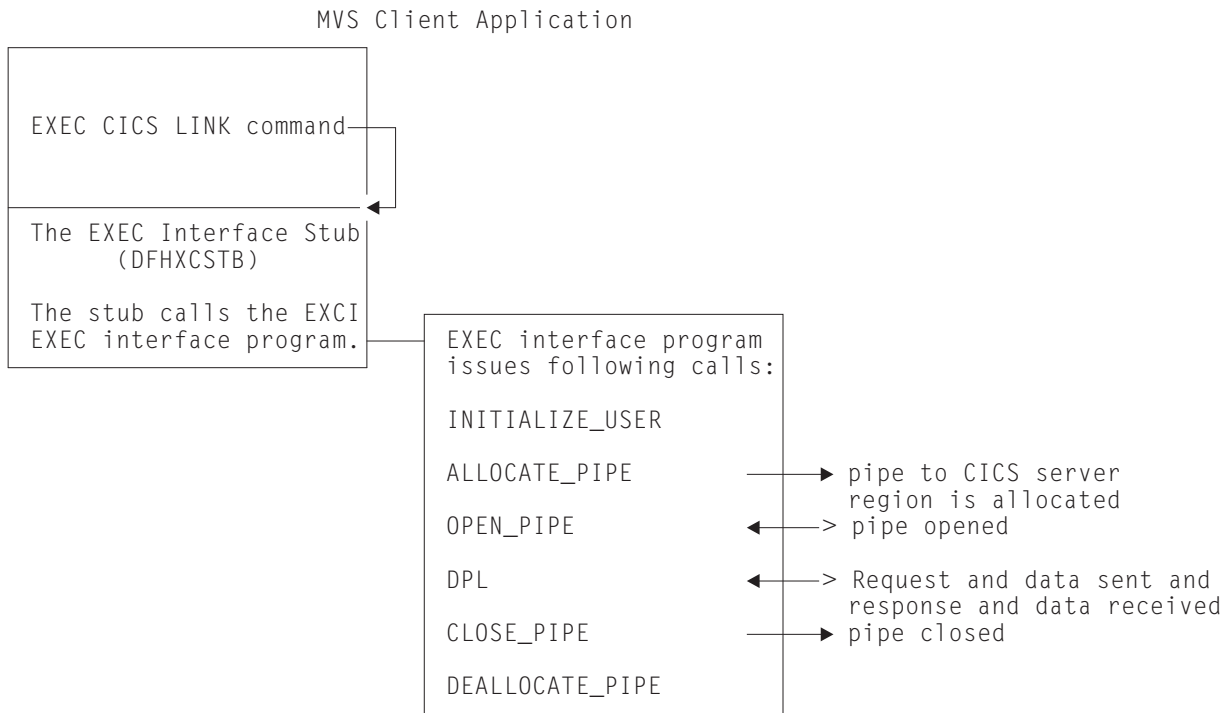 MVS Client Application
EXEC CICS LINK command
The EXEC Interface Stub
(DFHXCSTB)
The stub calls the EXCI
EXEC interface program.
EXEC interface program
issues following calls:
INITIALIZE_USER
ALLOCATE_PIPE
pipe to CICS server
region is allocated
OPEN_PIPE
> pipe opened
DPL
> Request and data sent and
response and data received
CLOSE_PIPE
pipe closed
DEALLOCATE_PIPE